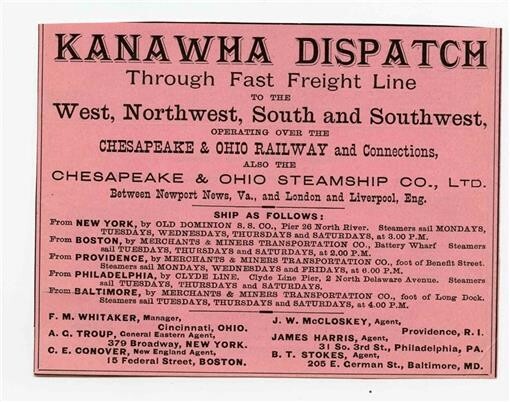 KANAWHA DISPATCH
Through Fast Freight Line
TO THE
West, Northwest, South and Southwest,
OPERATING OVER THE
CHESAPEAKE & OHIO RAILWAY and Connections,
ALSO THE
CHESAPEAKE & OHIO STEAMSHIP CO., LTD.
Between Newport News, Va., and London and Liverpool, Eng.
SHIP AS FOLLOWS:
From NEW YORK, by OLD DOMINION S. S. CO., Pier 26 North River. Steamers sail MONDAYS,
TUESDAYS, WEDNESDAYS, THURSDAYS and SATURDAYS, at 3.00 P.M.
From BOSTON, by MERCHANTS & MINERS TRANSPORTATION CO., Battery Wharf Steamers
sail TUESDAYS, THURSDAYS and SATURDAYS, at 2.00 P.M.
From PROVIDENCE, by MERCHANTS & MINERS TRANSPORTATION CO., foot of Benefit Street.
Steamers sail MONDAYS, WEDNESDAYS and FRIDAYS, at 6.00 P.M.
From PHILADELPHIA, by CLYDE LINE. Clyde Line Pier, 2 North Delaware Avenue. Steamers
sail TUESDAYS, THURSDAYS and SATURDAYS.
From BALTIMORE, by MERCHANTS & MINERS TRANSPORTATION CO., foot of Long Dock.
Steamers sail TUESDAYS, THURSDAYS and SATURDAYS, at 4.00 P.M.
F. M. WHITAKER, Manager,
Cincinnati, OHIO.
A. G. TROUP, General Eastern Agent,
379 Broadway, NEW YORK.
C. E. CONOVER, New England Agent,
15 Federal Street, BOSTON.
J. W. McCLOSKEY, Agent,
Providence, R. I.
JAMES HARRIS, Agent,
31 So. 3rd St., Philadelphia, PA.
B. T. STOKES, Agent,
205 E. German St., Baltimore, MD.